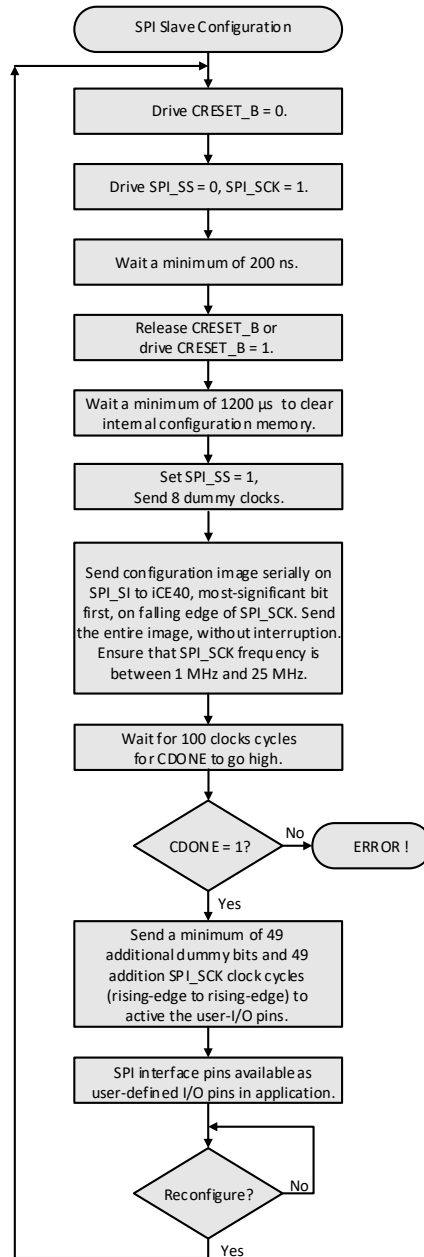 SPI Slave Configuration
Drive CRESET_B = 0.
Drive SPI_SS = 0, SPI_SCK = 1.
Wait a minimum of 200 ns.
Release CRESET_B or
drive CRESET_B = 1.
Wait a minimum of 1200 µs to clear
internal configuration memory.
Set SPI_SS = 1,
Send 8 dummy clocks.
Send configuration image serially on
SPI_SI to iCE40, most-significant bit
first, on falling edge of SPI_SCK. Send
the entire image, without interruption.
Ensure that SPI_SCK frequency is
between 1 MHz and 25 MHz.
Wait for 100 clocks cycles
for CDONE to go high.
CDONE = 1?
No
ERROR !
Yes
Send a minimum of 49
additional dummy bits and 49
addition SPI_SCK clock cycles
(rising-edge to rising-edge) to
active the user-I/O pins.
SPI interface pins available as
user-defined I/O pins in application.
Reconfigure?
No
Yes